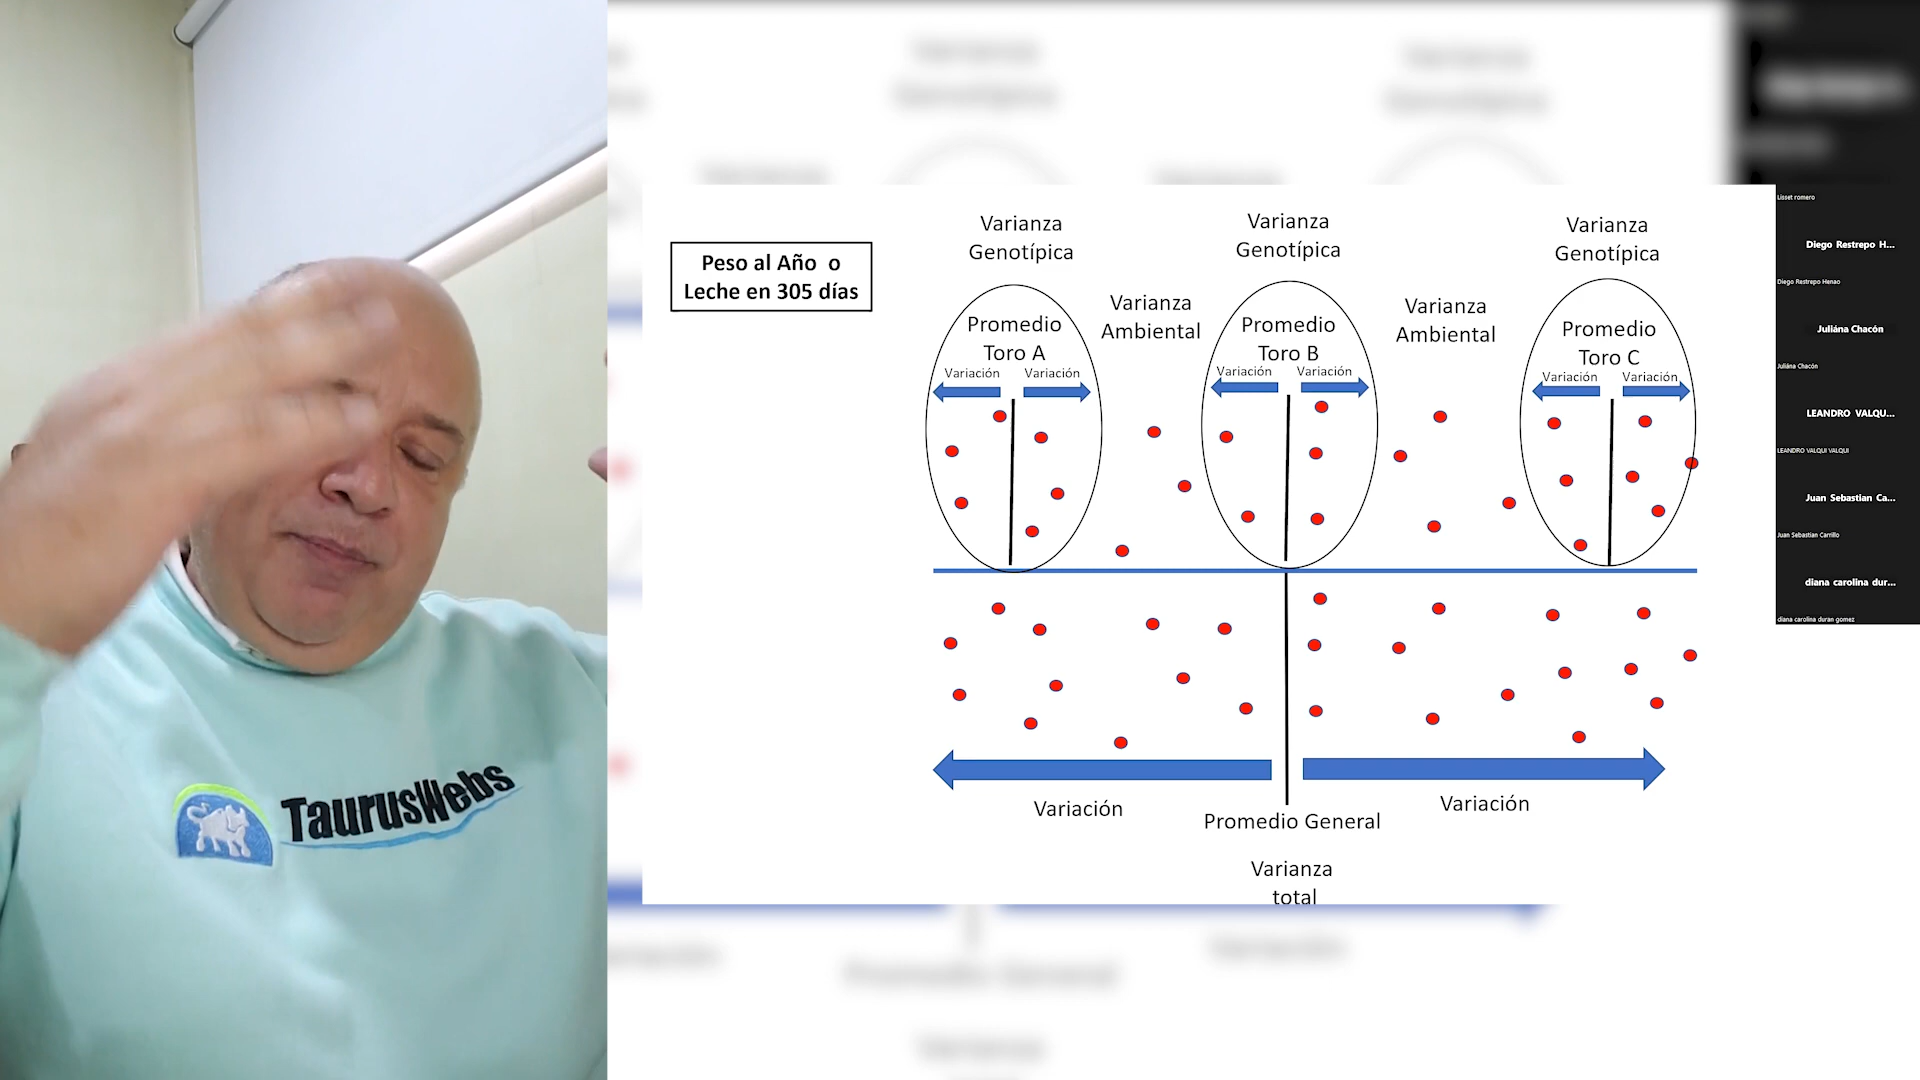 Peso al Año o
Leche en 305 días
Varianza
Genotípica
Varianza
Genotípica
Varianza
Genotípica
Varianza
Ambiental
Varianza
Ambiental
Promedio
Toro A
Variación
Variación
Promedio
Toro B
Variación
Variación
Promedio
Toro C
Variación
Variación
Variación
Variación
Promedio General
Varianza
total
TaurusWebs
Lisset romero
Diego Restrepo H...
Diego Restrepo Henao
Juliána Chacón
Juliána Chacón
LEANDRO VALQU...
LEANDRO VALQUI VALQUI
Juan Sebastian Ca...
Juan Sebastian Carrillo
diana carolina dur...
diana carolina duran gomez